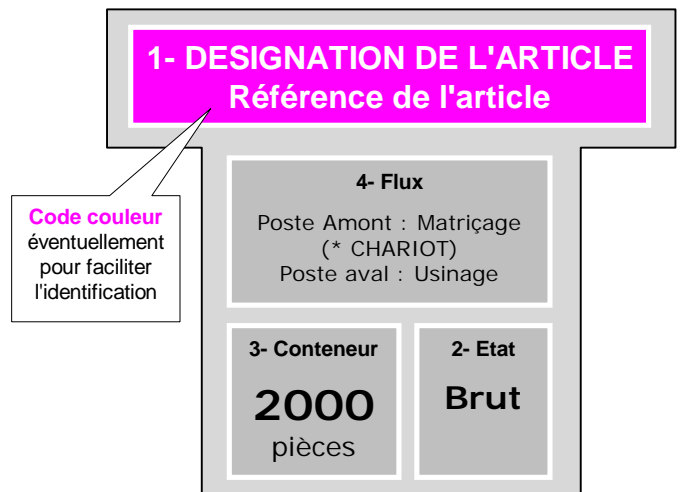 1- DESIGNATION DE L'ARTICLE
Référence de l'article
Code couleur
éventuellement
pour faciliter
l'identification
4- Flux
Poste Amont : Matriçage
(* CHARIOT)
Poste aval : Usinage
3- Conteneur
2000
pièces
2- Etat
Brut